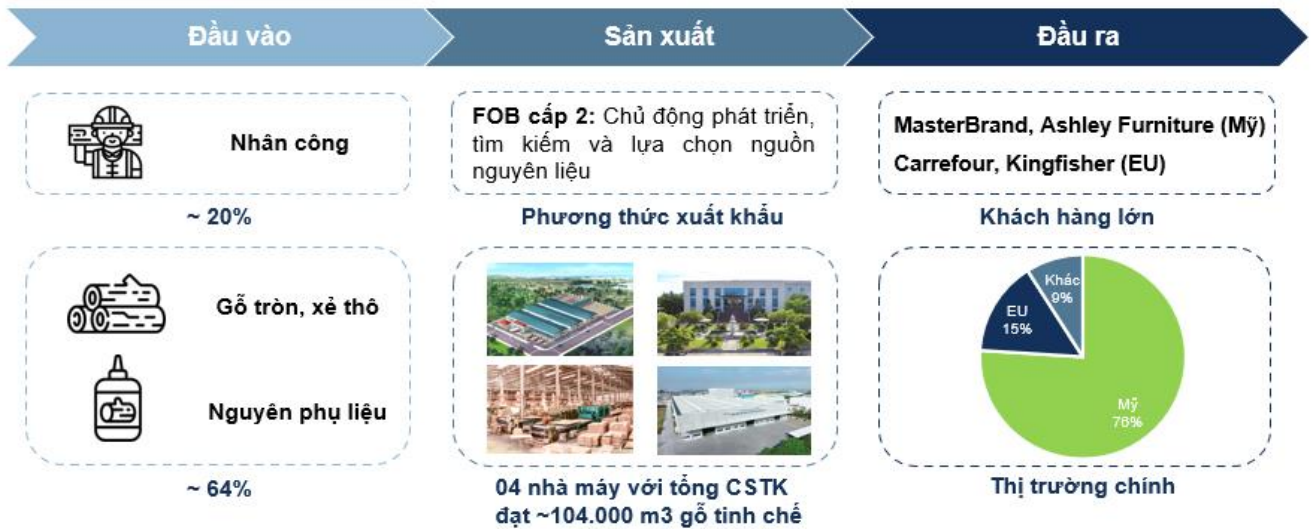 Đầu vào
Sản xuất
Đầu ra
Nhân công
~ 20%
Gỗ tròn, xẻ thô
Nguyên phụ liệu
~ 64%
FOB cấp 2: Chủ động phát triển,
tìm kiếm và lựa chọn nguồn
nguyên liệu
Phương thức xuất khẩu
04 nhà máy với tổng CSTK
đạt ~104.000 m3 gỗ tinh chế
MasterBrand, Ashley Furniture (Mỹ)
Carrefour, Kingfisher (EU)
Khách hàng lớn
Khác
9%
EU
15%
Mỹ
76%
Thị trường chính